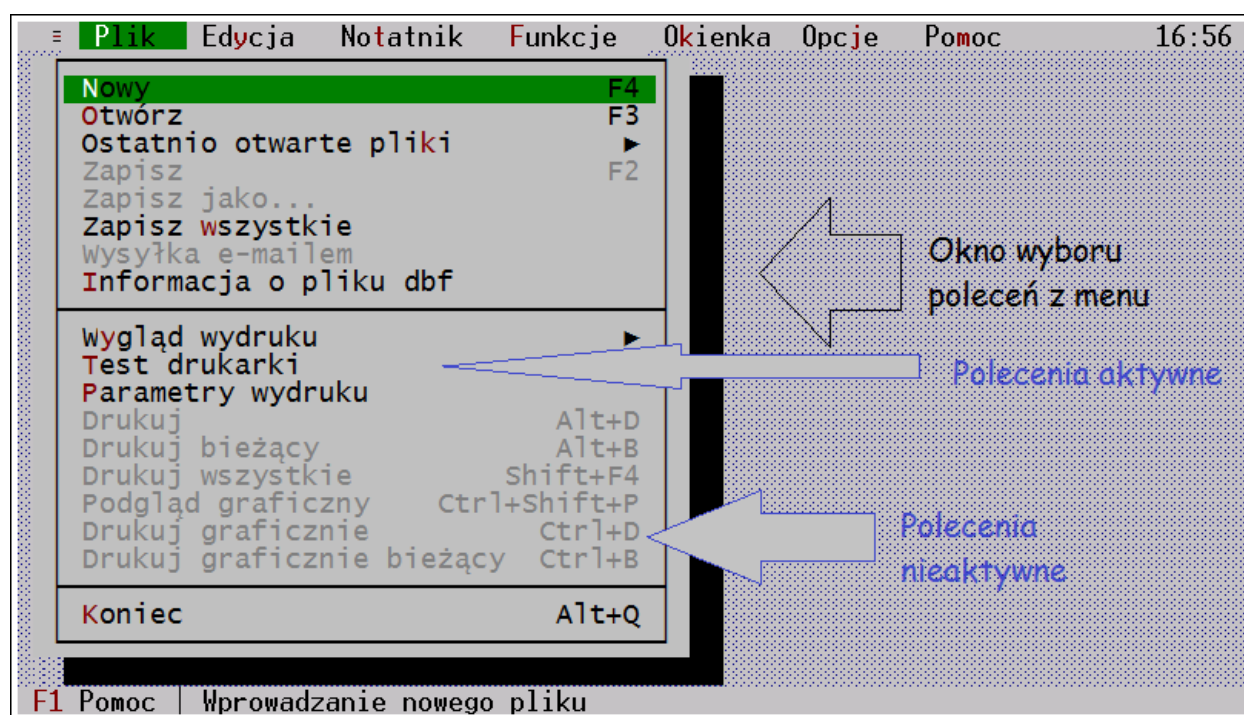 ≡ Plik Edycja Notatnik Funkcje Okienka Opcje Pomoc 16:56
Nowy F4
Otwórz F3
Ostatnio otwarte pliki ►
Zapisz F2
Zapisz jako...
Zapisz wszystkie
Wysyłka e-mailem
Informacja o pliku dbf
Okno wyboru
poleceń z menu
Wygląd wydruku ►
Test drukarki
Polecenia aktywne
Parametry wydruku
Drukuj Alt+D
Drukuj bieżący Alt+B
Drukuj wszystkie Shift+F4
Podgląd graficzny Ctrl+Shift+P
Drukuj graficznie Ctrl+D
Drukuj graficznie bieżący Ctrl+B
Polecenia
nieaktywne
Koniec Alt+Q
F1 Pomoc │ Wprowadzanie nowego pliku